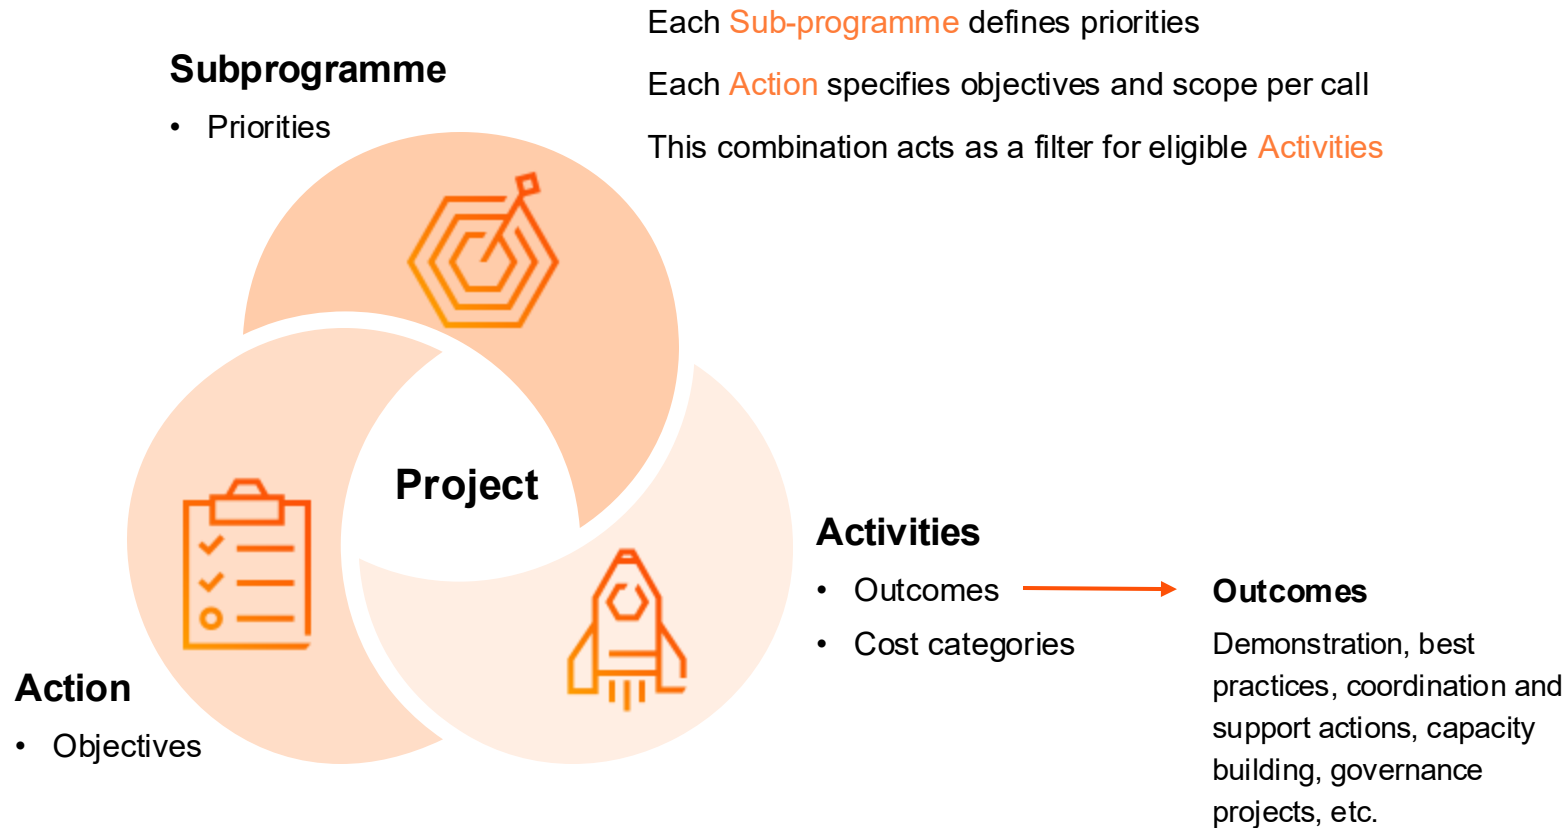 Each Sub-programme defines priorities
Each Action specifies objectives and scope per call
This combination acts as a filter for eligible Activities
Subprogramme
• Priorities
Project
Action
• Objectives
Activities
• Outcomes
• Cost categories
Outcomes
Demonstration, best
practices, coordination and
support actions, capacity
building, governance
projects, etc.